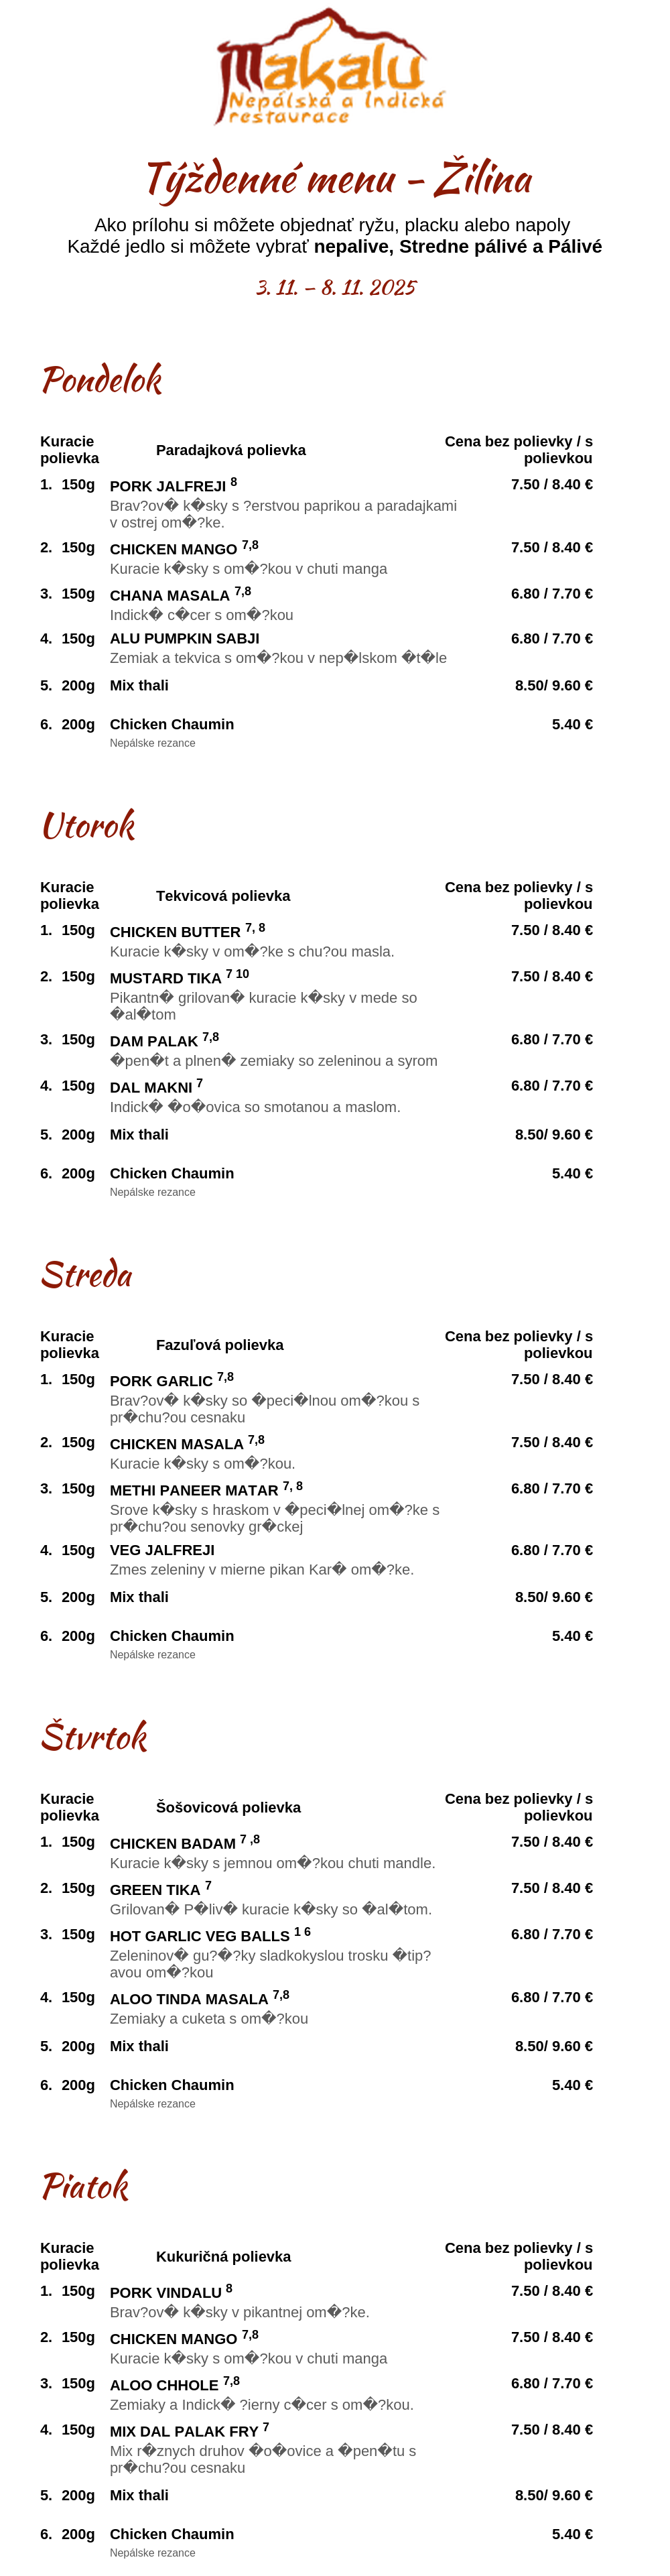 Makalu
Nepálská a Indická
restaurace
Týždenné menu - Žilina
Ako prílohu si môžete objednať ryžu, placku alebo napoly
Každé jedlo si môžete vybrať nepalive, Stredne pálivé a Pálivé
3. 11. – 8. 11. 2025
Pondelok
Kuracie polievka Paradajková polievka Cena bez polievky / s polievkou
1. 150g PORK JALFREJI 8 7.50 / 8.40 €
Brav?ov� k�sky s ?erstvou paprikou a paradajkami
v ostrej om�?ke.
2. 150g CHICKEN MANGO 7,8 7.50 / 8.40 €
Kuracie k�sky s om�?kou v chuti manga
3. 150g CHANA MASALA 7,8 6.80 / 7.70 €
Indick� c�cer s om�?kou
4. 150g ALU PUMPKIN SABJI 6.80 / 7.70 €
Zemiak a tekvica s om�?kou v nep�lskom �t�le
5. 200g Mix thali 8.50/ 9.60 €
6. 200g Chicken Chaumin 5.40 €
Nepálske rezance
Utorok
Kuracie polievka Tekvicová polievka Cena bez polievky / s polievkou
1. 150g CHICKEN BUTTER 7, 8 7.50 / 8.40 €
Kuracie k�sky v om�?ke s chu?ou masla.
2. 150g MUSTARD TIKA 7 10 7.50 / 8.40 €
Pikantn� grilovan� kuracie k�sky v mede so
�al�tom
3. 150g DAM PALAK 7,8 6.80 / 7.70 €
�pen�t a plnen� zemiaky so zeleninou a syrom
4. 150g DAL MAKNI 7 6.80 / 7.70 €
Indick� �o�ovica so smotanou a maslom.
5. 200g Mix thali 8.50/ 9.60 €
6. 200g Chicken Chaumin 5.40 €
Nepálske rezance
Streda
Kuracie polievka Fazuľová polievka Cena bez polievky / s polievkou
1. 150g PORK GARLIC 7,8 7.50 / 8.40 €
Brav?ov� k�sky so �peci�lnou om�?kou s
pr�chu?ou cesnaku
2. 150g CHICKEN MASALA 7,8 7.50 / 8.40 €
Kuracie k�sky s om�?kou.
3. 150g METHI PANEER MATAR 7, 8 6.80 / 7.70 €
Srove k�sky s hraskom v �peci�lnej om�?ke s
pr�chu?ou senovky gr�ckej
4. 150g VEG JALFREJI 6.80 / 7.70 €
Zmes zeleniny v mierne pikan Kar� om�?ke.
5. 200g Mix thali 8.50/ 9.60 €
6. 200g Chicken Chaumin 5.40 €
Nepálske rezance
Štvrtok
Kuracie polievka Šošovicová polievka Cena bez polievky / s polievkou
1. 150g CHICKEN BADAM 7 ,8 7.50 / 8.40 €
Kuracie k�sky s jemnou om�?kou chuti mandle.
2. 150g GREEN TIKA 7 7.50 / 8.40 €
Grilovan� P�liv� kuracie k�sky so �al�tom.
3. 150g HOT GARLIC VEG BALLS 1 6 6.80 / 7.70 €
Zeleninov� gu?�?ky sladkokyslou trosku �tip?
avou om�?kou
4. 150g ALOO TINDA MASALA 7,8 6.80 / 7.70 €
Zemiaky a cuketa s om�?kou
5. 200g Mix thali 8.50/ 9.60 €
6. 200g Chicken Chaumin 5.40 €
Nepálske rezance
Piatok
Kuracie polievka Kukuričná polievka Cena bez polievky / s polievkou
1. 150g PORK VINDALU 8 7.50 / 8.40 €
Brav?ov� k�sky v pikantnej om�?ke.
2. 150g CHICKEN MANGO 7,8 7.50 / 8.40 €
Kuracie k�sky s om�?kou v chuti manga
3. 150g ALOO CHHOLE 7,8 6.80 / 7.70 €
Zemiaky a Indick� ?ierny c�cer s om�?kou.
4. 150g MIX DAL PALAK FRY 7 7.50 / 8.40 €
Mix r�znych druhov �o�ovice a �pen�tu s
pr�chu?ou cesnaku
5. 200g Mix thali 8.50/ 9.60 €
6. 200g Chicken Chaumin 5.40 €
Nepálske rezance